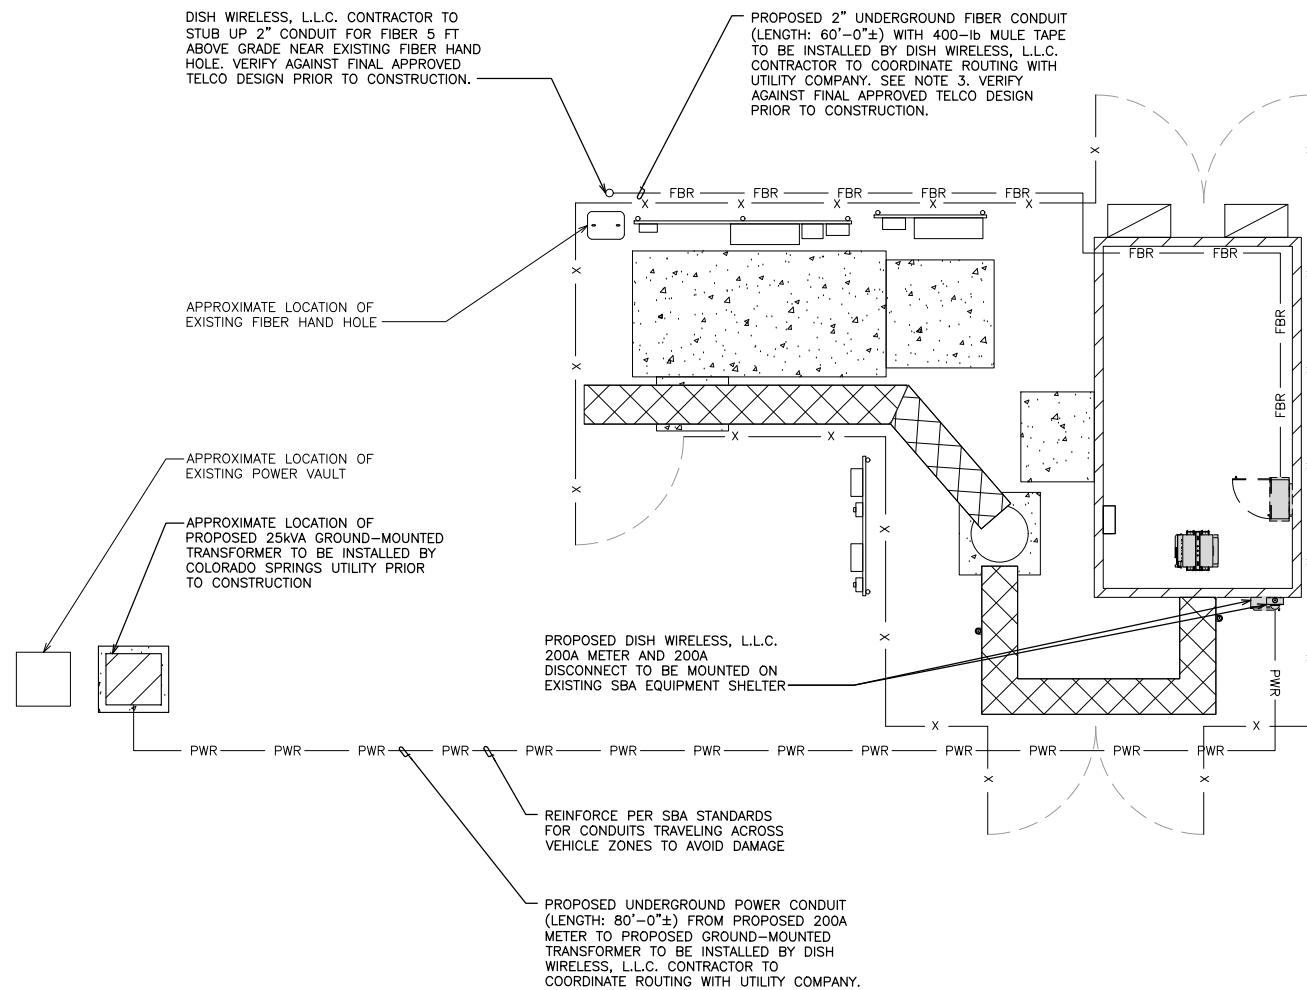 DISH WIRELESS, L.L.C. CONTRACTOR TO
STUB UP 2" CONDUIT FOR FIBER 5 FT
ABOVE GRADE NEAR EXISTING FIBER HAND
HOLE. VERIFY AGAINST FINAL APPROVED
TELCO DESIGN PRIOR TO CONSTRUCTION.
PROPOSED 2" UNDERGROUND FIBER CONDUIT
(LENGTH: 60'-0"±) WITH 400-lb MULE TAPE
TO BE INSTALLED BY DISH WIRELESS, L.L.C.
CONTRACTOR TO COORDINATE ROUTING WITH
UTILITY COMPANY. SEE NOTE 3. VERIFY
AGAINST FINAL APPROVED TELCO DESIGN
PRIOR TO CONSTRUCTION.
X
FBR FBR FBR FBR FBR
X X X X X
FBR FBR
X
APPROXIMATE LOCATION OF
EXISTING FIBER HAND HOLE
FBR
X
FBR
X X
APPROXIMATE LOCATION OF
EXISTING POWER VAULT
X
APPROXIMATE LOCATION OF
PROPOSED 25kVA GROUND-MOUNTED
TRANSFORMER TO BE INSTALLED BY
COLORADO SPRINGS UTILITY PRIOR
TO CONSTRUCTION
X
X
PROPOSED DISH WIRELESS, L.L.C.
200A METER AND 200A
DISCONNECT TO BE MOUNTED ON
EXISTING SBA EQUIPMENT SHELTER
PWR
X X
PWR PWR PWR PWR PWR PWR PWR PWR PWR PWR PWR PWR PWR
X X
REINFORCE PER SBA STANDARDS
FOR CONDUITS TRAVELING ACROSS
VEHICLE ZONES TO AVOID DAMAGE
PROPOSED UNDERGROUND POWER CONDUIT
(LENGTH: 80'-0"±) FROM PROPOSED 200A
METER TO PROPOSED GROUND-MOUNTED
TRANSFORMER TO BE INSTALLED BY DISH
WIRELESS, L.L.C. CONTRACTOR TO
COORDINATE ROUTING WITH UTILITY COMPANY.